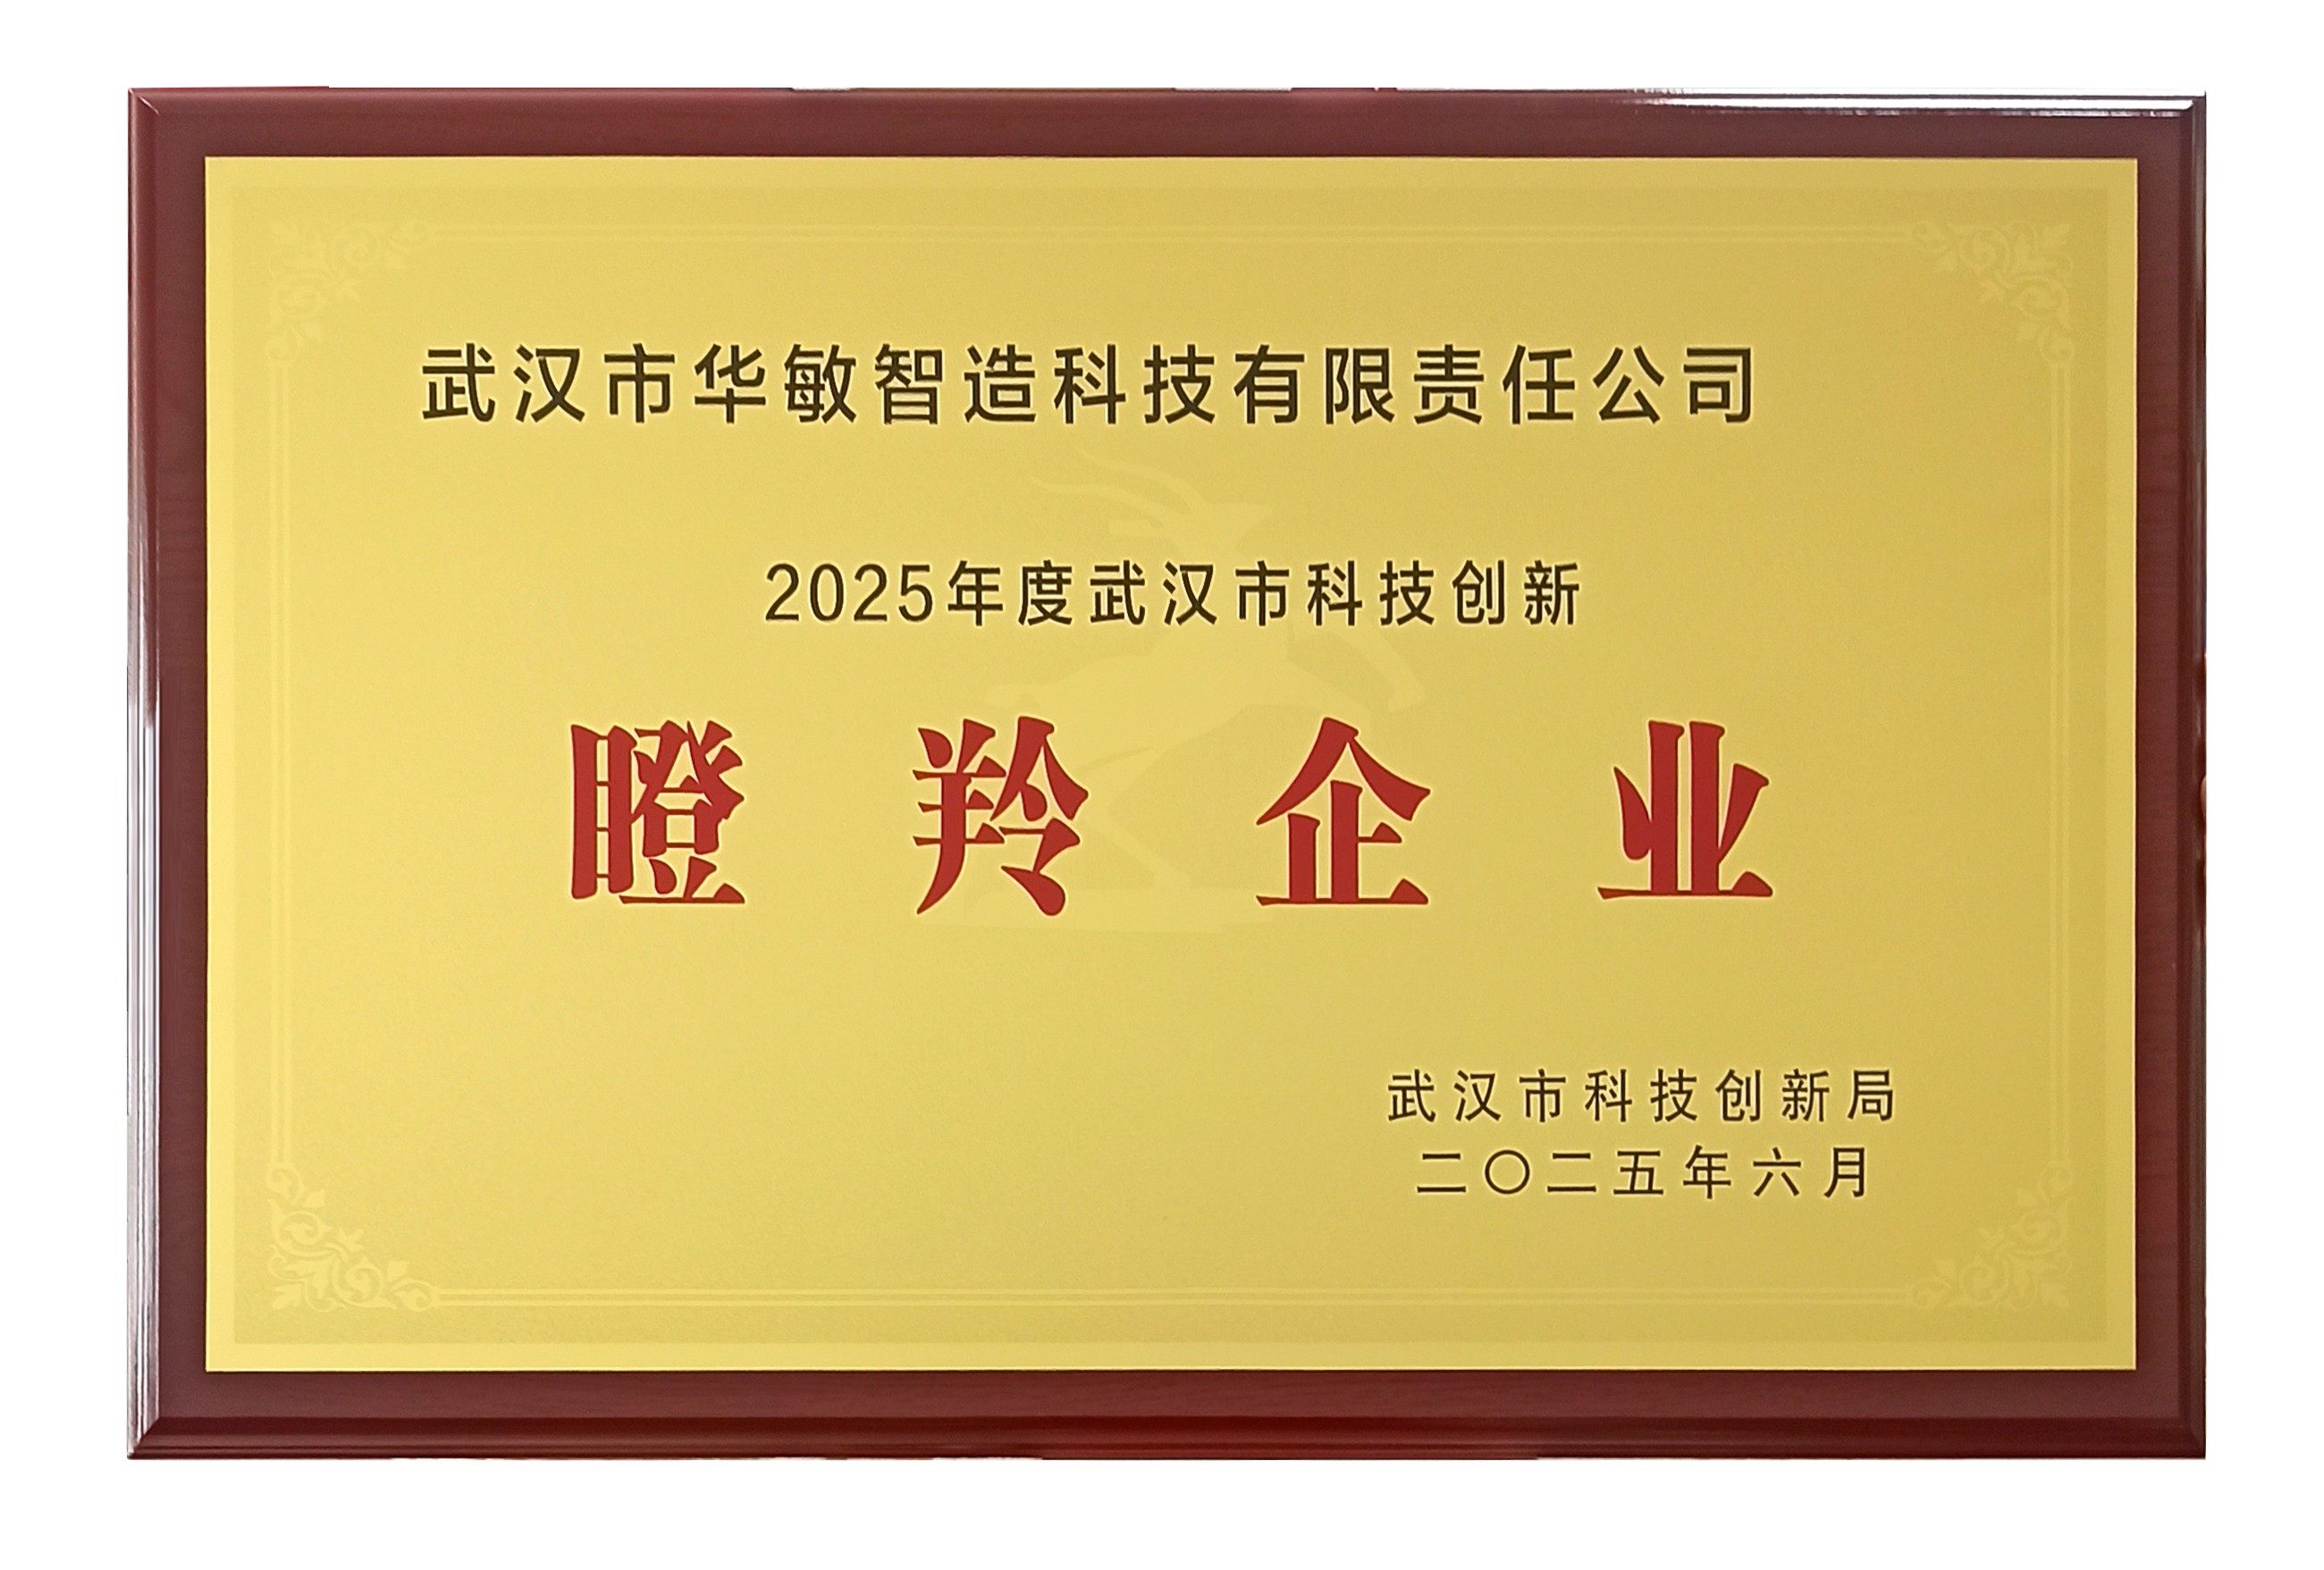 武汉市华敏智造科技有限责任公司
2025年度武汉市科技创新
瞪羚企业
武汉市科技创新局
二〇二五年六月